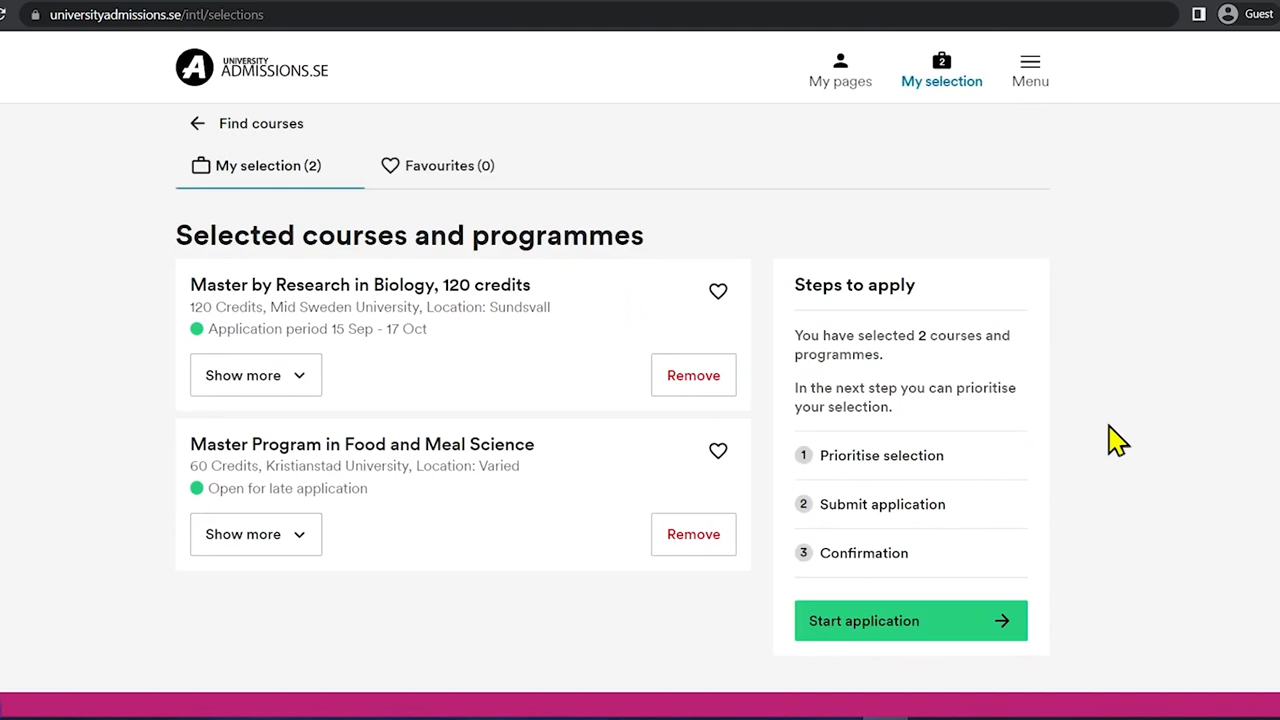 universityadmissions.se/intl/selections
Guest
UNIVERSITY
ADMISSIONS.SE
My pages
2
My selection
Menu
Find courses
My selection (2)
Favourites (0)
Selected courses and programmes
Master by Research in Biology, 120 credits
120 Credits, Mid Sweden University, Location: Sundsvall
Application period 15 Sep - 17 Oct
Show more
Remove
Master Program in Food and Meal Science
60 Credits, Kristianstad University, Location: Varied
Open for late application
Show more
Remove
Steps to apply
You have selected 2 courses and
programmes.
In the next step you can prioritise
your selection.
1 Prioritise selection
2 Submit application
3 Confirmation
Start application